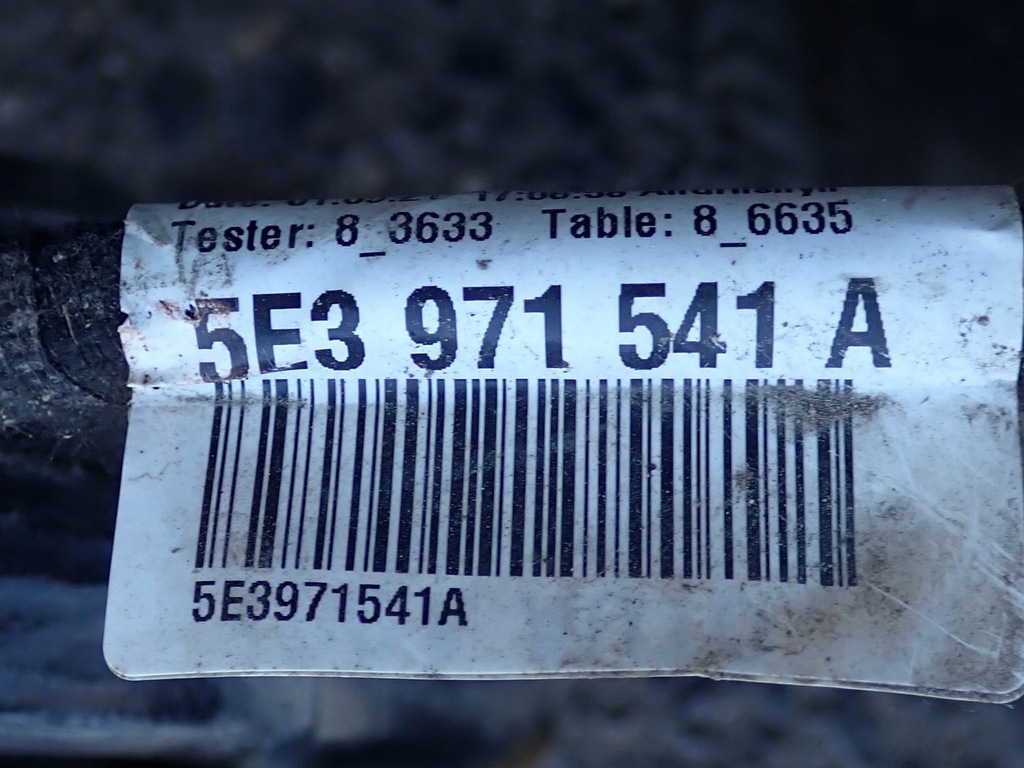 Tester: 8_3633 Table: 8_6635
5E3 971 541 A
5E3971541A